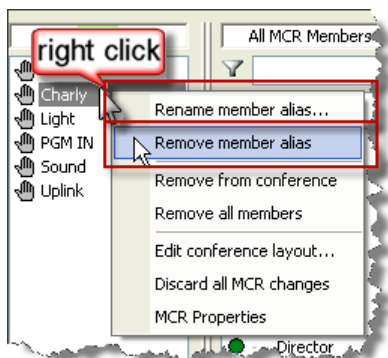 All MCR Members
right click
Charly
Light
PGM IN
Sound
Uplink
Rename member alias...
Remove member alias
Remove from conference
Remove all members
Edit conference layout...
Discard all MCR changes
MCR Properties
Director